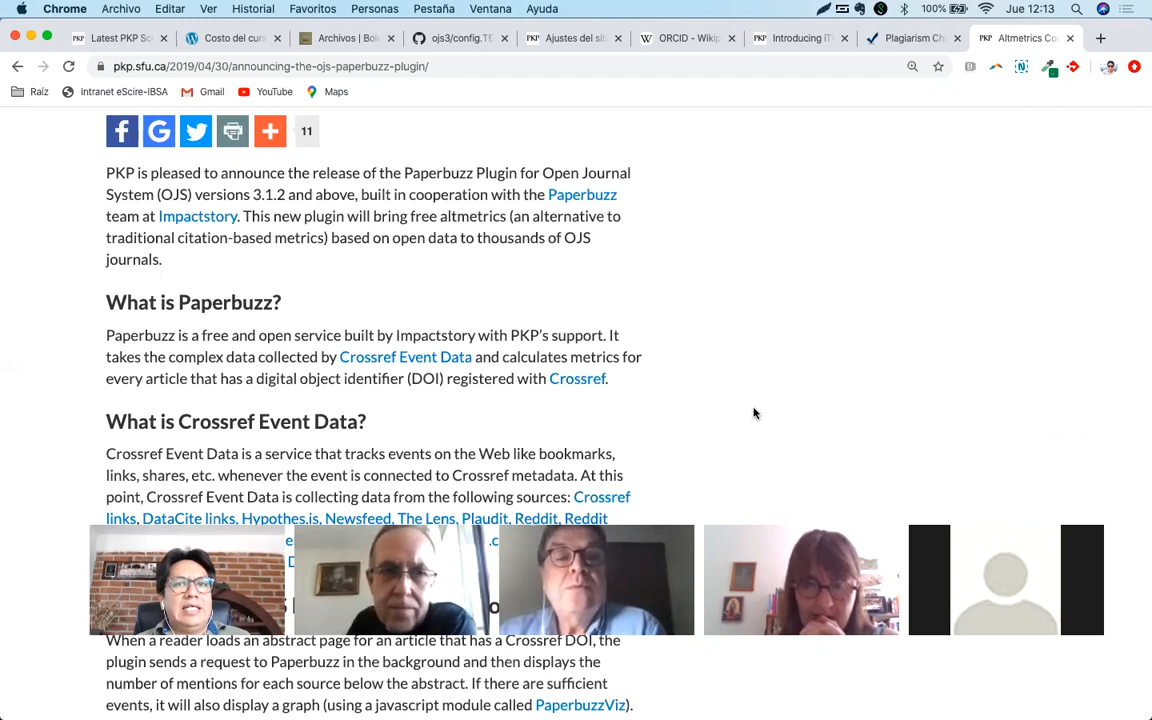 Chrome Archivo Editar Ver Historial Favoritos Personas Pestaña Ventana Ayuda 100% Jue 12:13
PKP Latest PKP Sc
Costo del curs
Archivos | Bol
ojs3/config.TE
PKP Ajustes del sit
W ORCID - Wikip
PKP Introducing iTh
Plagiarism Che
PKP Altmetrics Co
pkp.sfu.ca/2019/04/30/announcing-the-ojs-paperbuzz-plugin/
Raíz Intranet eScire-IBSA Gmail YouTube Maps
11
PKP is pleased to announce the release of the Paperbuzz Plugin for Open Journal
System (OJS) versions 3.1.2 and above, built in cooperation with the Paperbuzz
team at Impactstory. This new plugin will bring free altmetrics (an alternative to
traditional citation-based metrics) based on open data to thousands of OJS
journals.
What is Paperbuzz?
Paperbuzz is a free and open service built by Impactstory with PKP's support. It
takes the complex data collected by Crossref Event Data and calculates metrics for
every article that has a digital object identifier (DOI) registered with Crossref.
What is Crossref Event Data?
Crossref Event Data is a service that tracks events on the Web like bookmarks,
links, shares, etc. whenever the event is connected to Crossref metadata. At this
point, Crossref Event Data is collecting data from the following sources: Crossref
links, DataCite links, Hypothes.is, Newsfeed, The Lens, Plaudit, Reddit, Reddit
When a reader loads an abstract page for an article that has a Crossref DOI, the
plugin sends a request to Paperbuzz in the background and then displays the
number of mentions for each source below the abstract. If there are sufficient
events, it will also display a graph (using a javascript module called PaperbuzzViz).